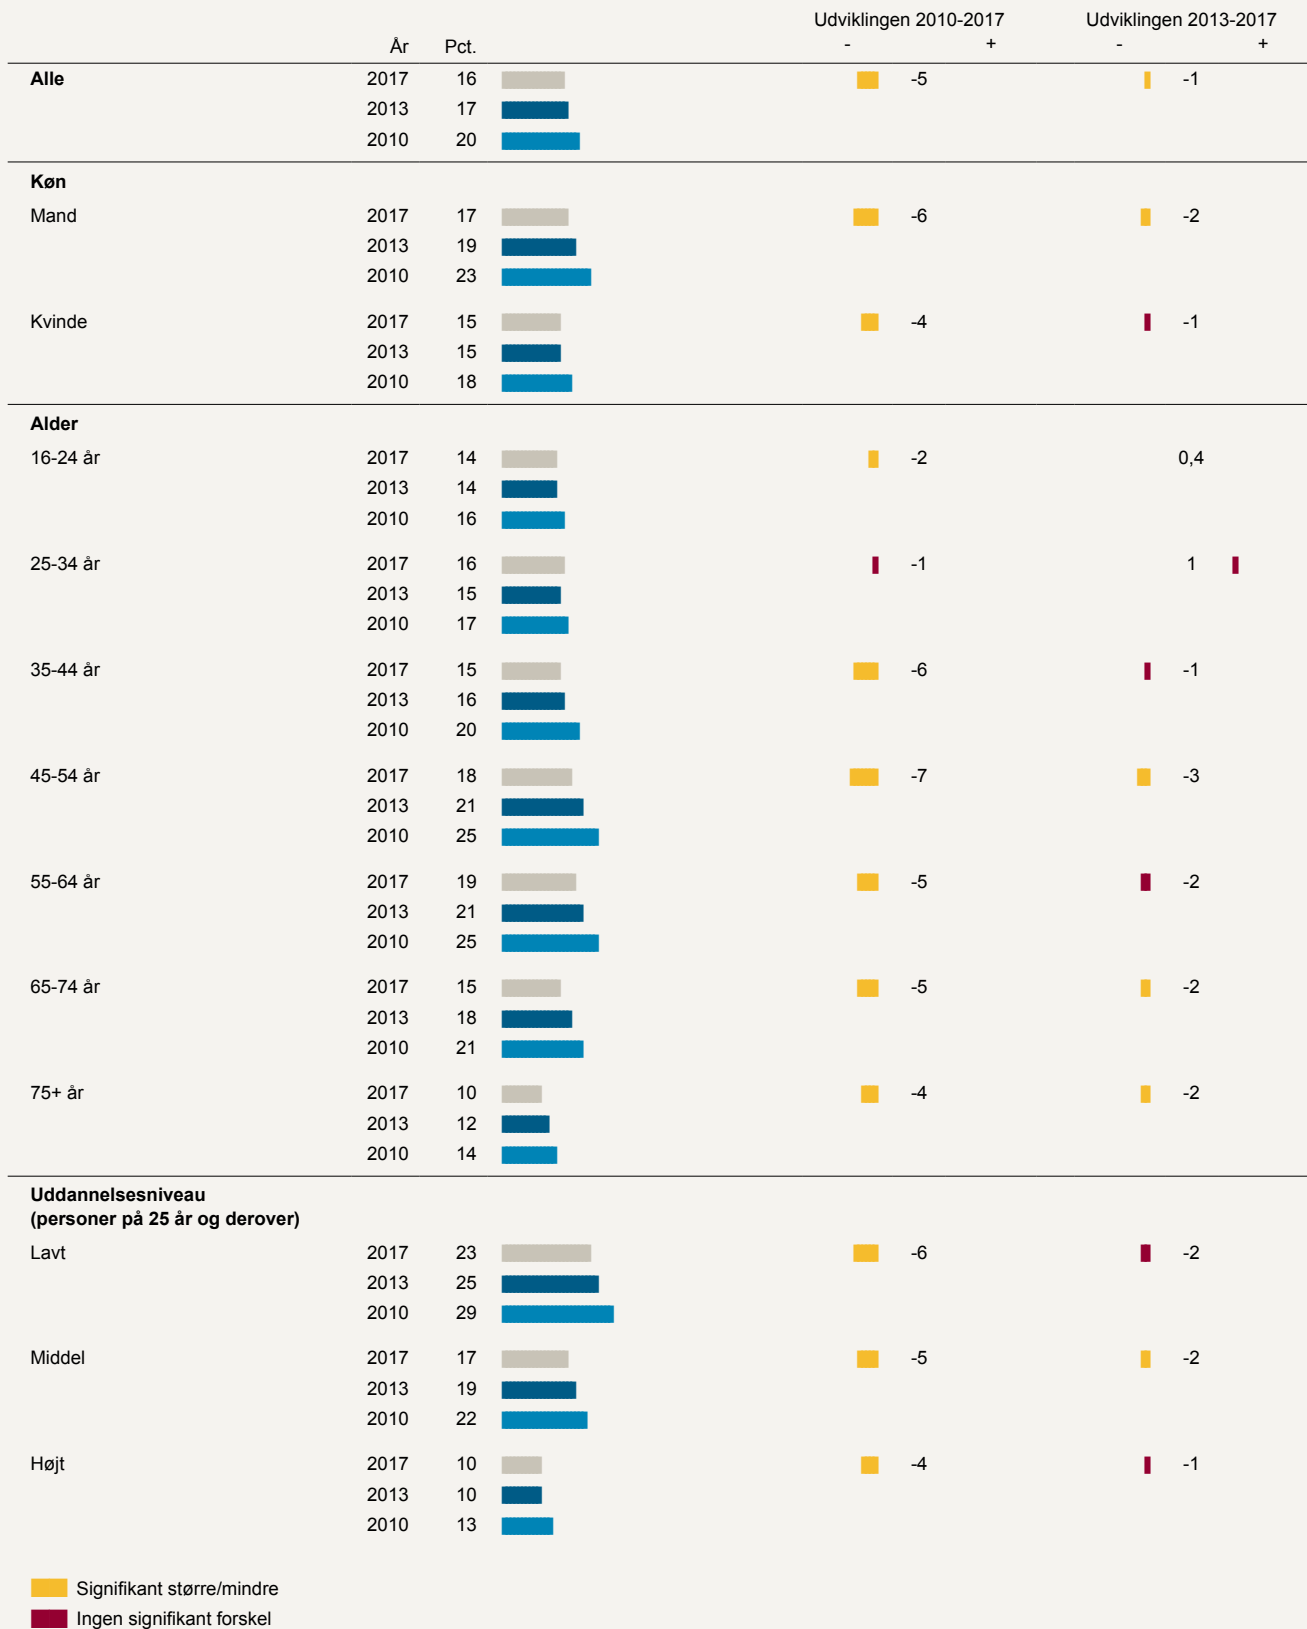 Udviklingen 2010-2017 Udviklingen 2013-2017
År Pct. - + - +
Alle 2017 16 -5 -1
2013 17
2010 20
Køn
Mand 2017 17 -6 -2
2013 19
2010 23
Kvinde 2017 15 -4 -1
2013 15
2010 18
Alder
16-24 år 2017 14 -2 0,4
2013 14
2010 16
25-34 år 2017 16 -1 1
2013 15
2010 17
35-44 år 2017 15 -6 -1
2013 16
2010 20
45-54 år 2017 18 -7 -3
2013 21
2010 25
55-64 år 2017 19 -5 -2
2013 21
2010 25
65-74 år 2017 15 -5 -2
2013 18
2010 21
75+ år 2017 10 -4 -2
2013 12
2010 14
Uddannelsesniveau
(personer på 25 år og derover)
Lavt 2017 23 -6 -2
2013 25
2010 29
Middel 2017 17 -5 -2
2013 19
2010 22
Højt 2017 10 -4 -1
2013 10
2010 13
Signifikant større/mindre
Ingen signifikant forskel